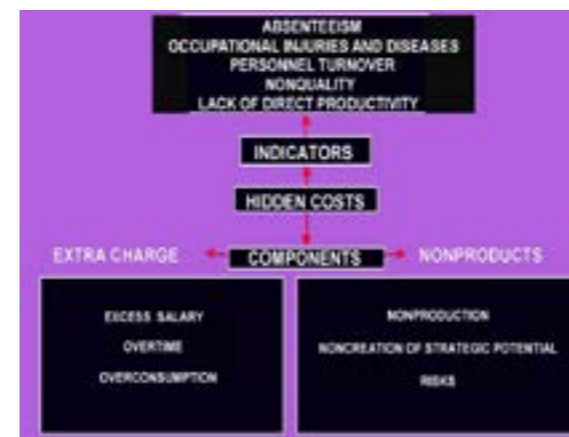 ABSENTEEISM
OCCUPATIONAL INJURIES AND DISEASES
PERSONNEL TURNOVER
NONQUALITY
LACK OF DIRECT PRODUCTIVITY
INDICATORS
HIDDEN COSTS
EXTRA CHARGE COMPONENTS NONPRODUCTS
EXCESS SALARY
OVERTIME
OVERCONSUMPTION
NONPRODUCTION
NONCREATION OF STRATEGIC POTENTIAL
RISKS